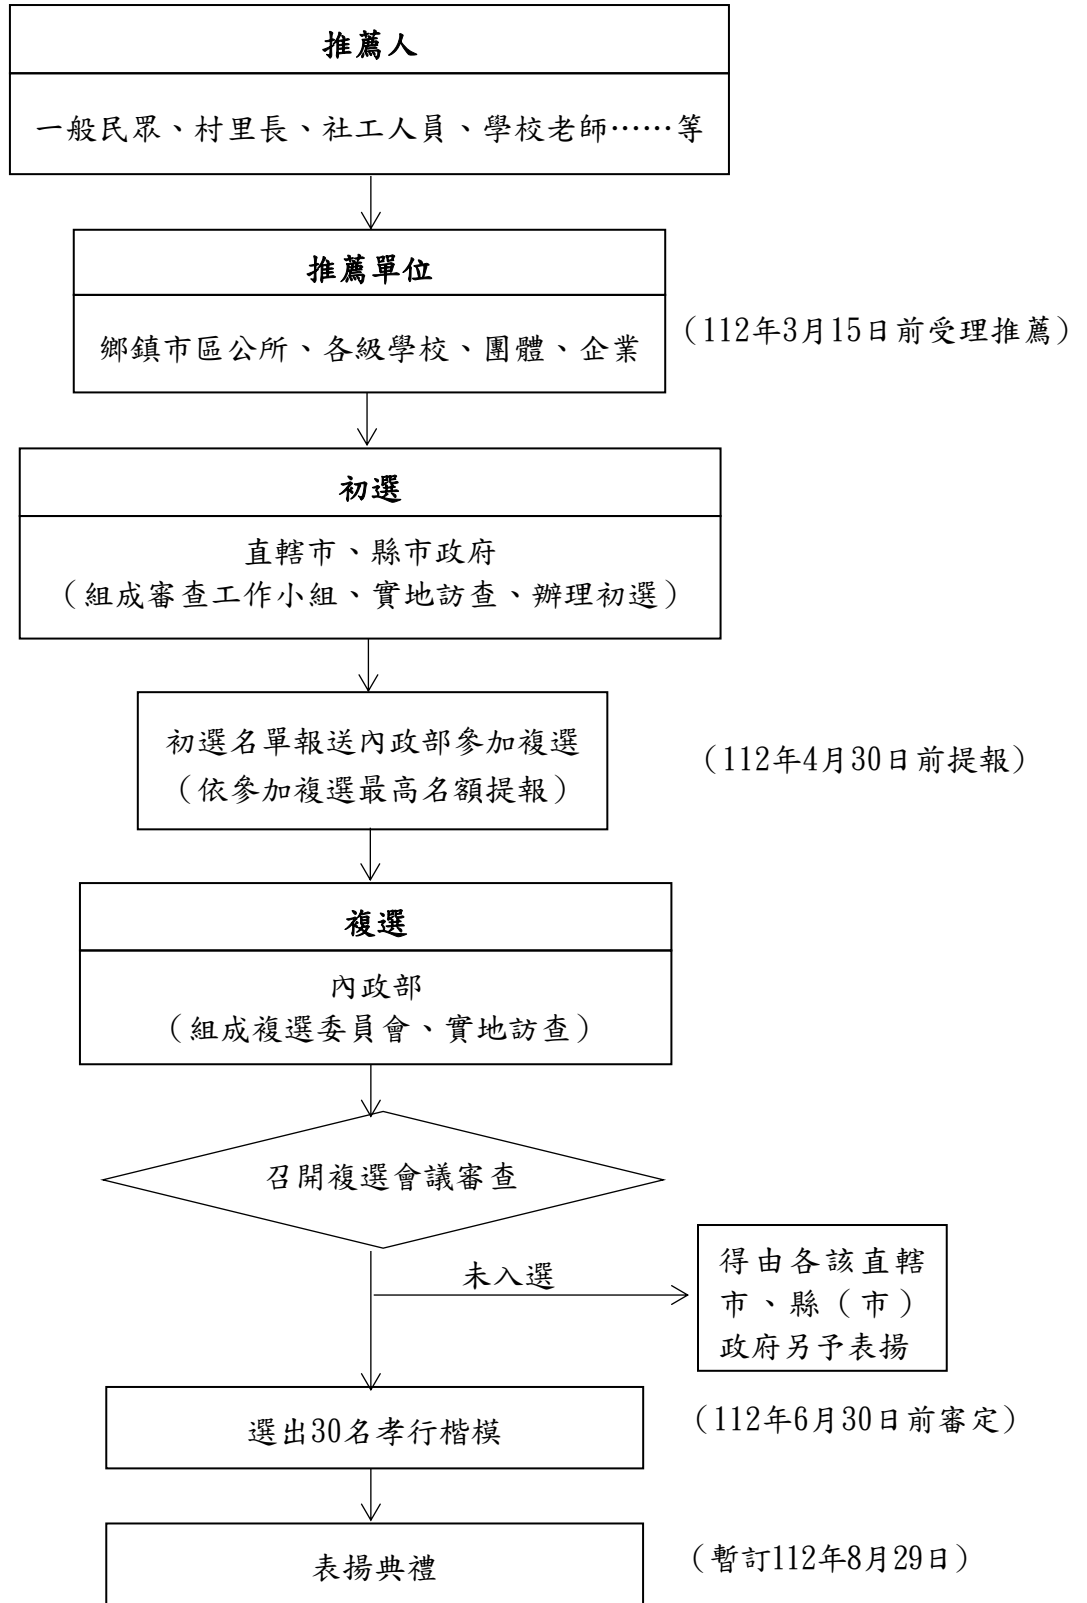 推薦人
一般民眾、村里長、社工人員、學校老師……等
推薦單位
鄉鎮市區公所、各級學校、團體、企業
（112年3月15日前受理推薦）
初選
直轄市、縣市政府
（組成審查工作小組、實地訪查、辦理初選）
初選名單報送內政部參加複選
（依參加複選最高名額提報）
（112年4月30日前提報）
複選
內政部
（組成複選委員會、實地訪查）
召開複選會議審查
未入選
得由各該直轄
市、縣（市）
政府另予表揚
選出30名孝行楷模
（112年6月30日前審定）
表揚典禮
（暫訂112年8月29日）